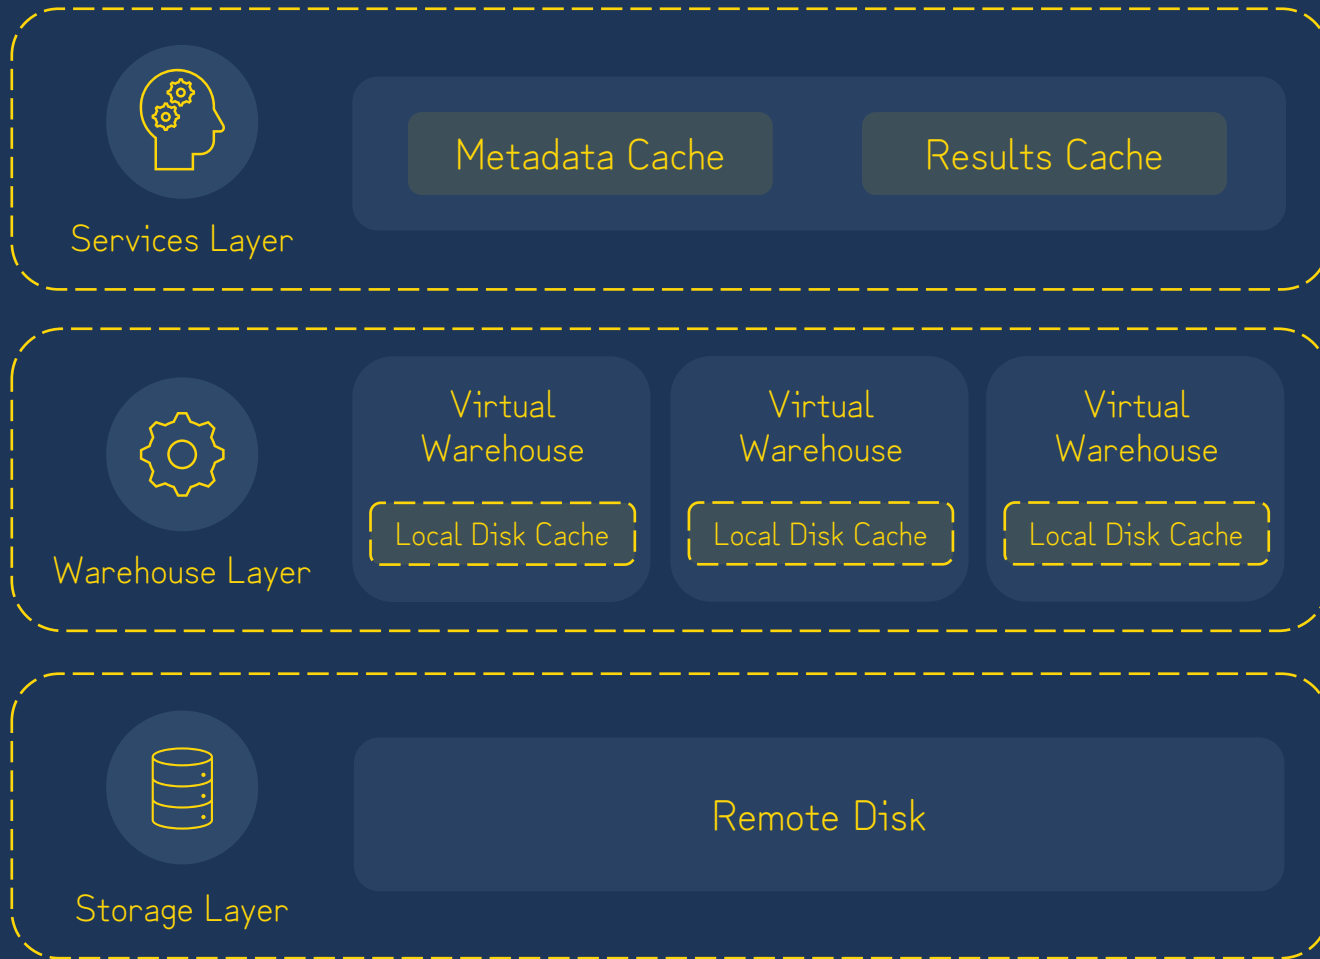 Metadata Cache
Results Cache
Services Layer
Virtual
Warehouse
Local Disk Cache
Virtual
Warehouse
Local Disk Cache
Virtual
Warehouse
Local Disk Cache
Warehouse Layer
Remote Disk
Storage Layer